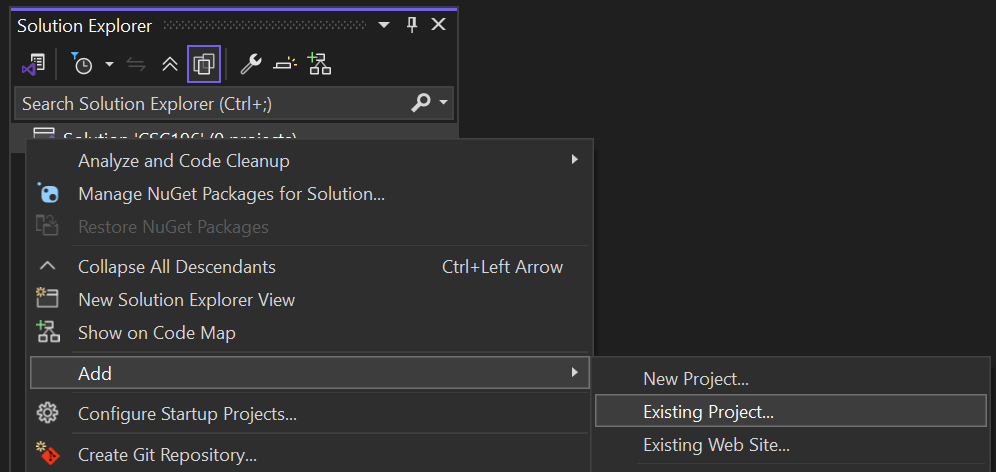 Solution Explorer
Search Solution Explorer (Ctrl+;)
Solution 'CSC196' (0 projects)
Analyze and Code Cleanup
Manage NuGet Packages for Solution...
Restore NuGet Packages
Collapse All Descendants Ctrl+Left Arrow
New Solution Explorer View
Show on Code Map
Add
New Project...
Configure Startup Projects...
Existing Project...
Create Git Repository...
Existing Web Site...